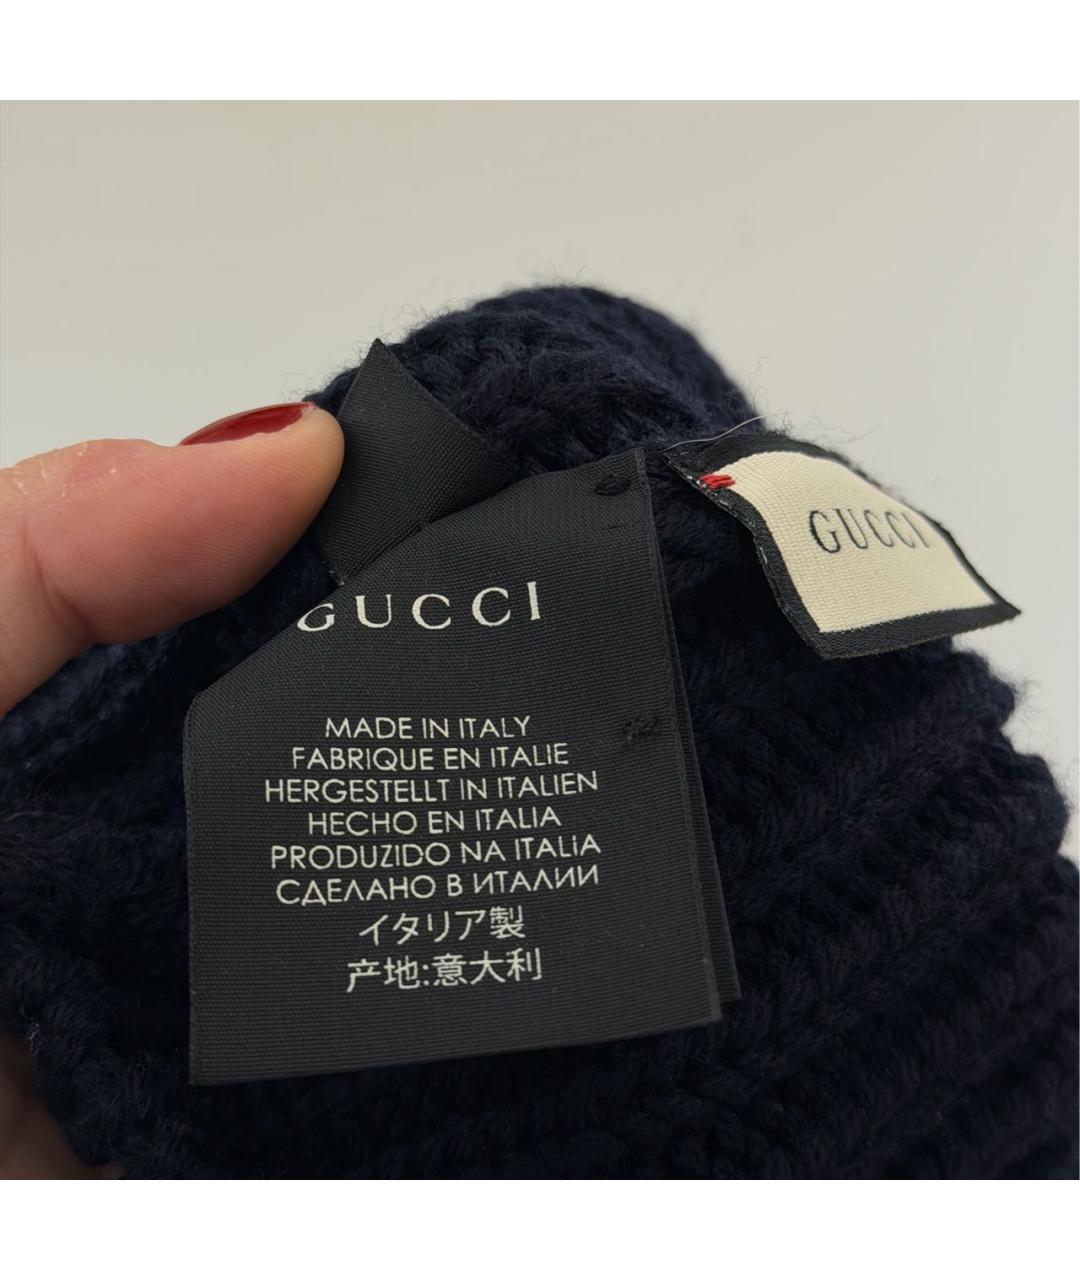 GUCCI
GUCCI
MADE IN ITALY
FABRIQUE EN ITALIE
HERGESTELLT IN ITALIEN
HECHO EN ITALIA
PRODUZIDO NA ITALIA
СДЕЛАНО В ИТАЛИИ
イタリア製
产地:意大利